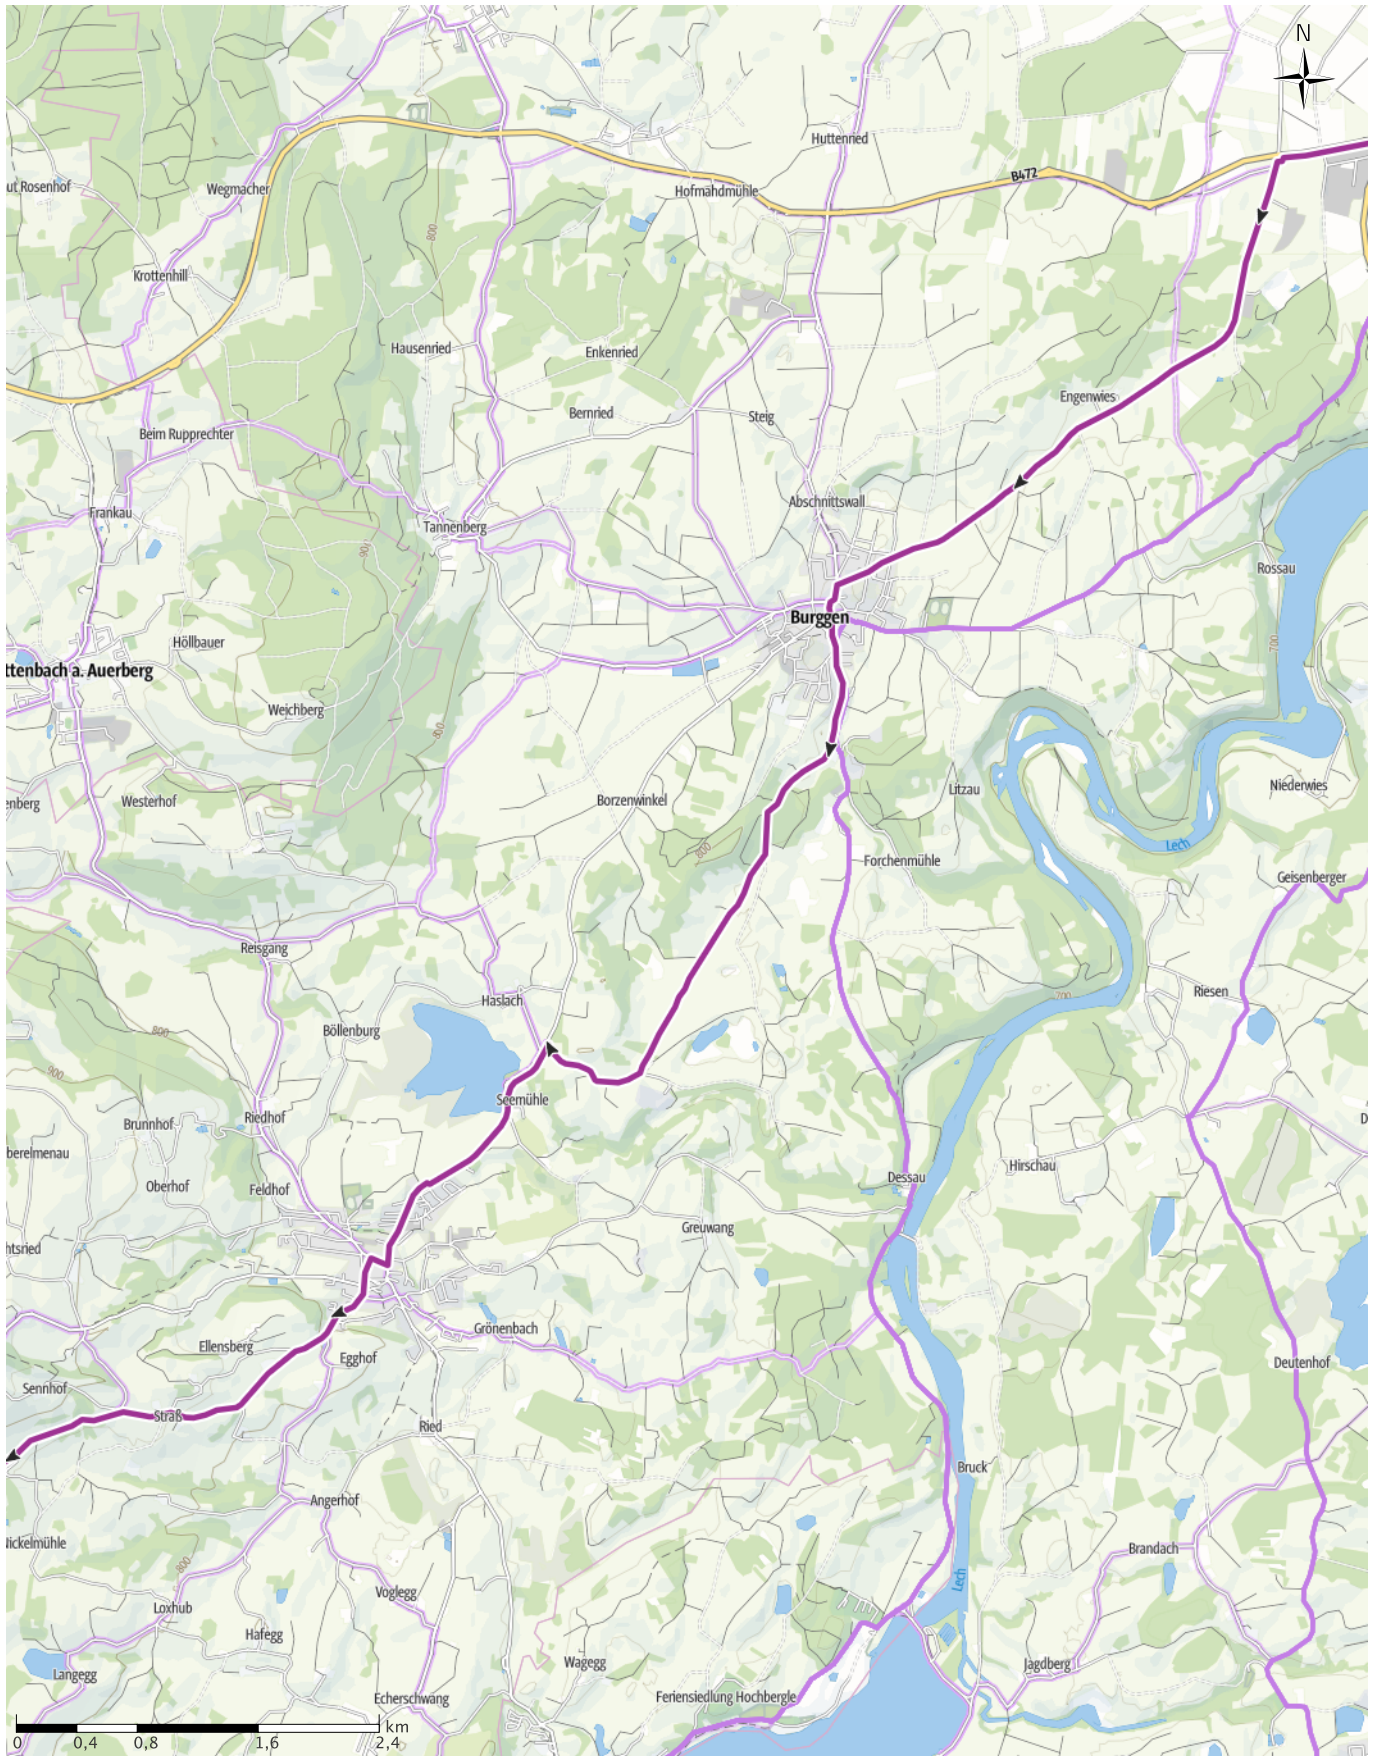 N
Huttenried
B472
ut Rosenhof
Wegmacher
Hofmahdmühle
800
Krottenhill
Hausenried
Enkenried
Engenwies
Bernried
Steig
Beim Rupprechter
Abschnittswall
Frankau
Tannenberg
901
Rossau
Burggen
Höllbauer
700
ttenbach a. Auerberg
Weichberg
800
Niederwies
Litzau
enberg
Westerhof
Borzenwinkel
Lech
800
Forchenmühle
Geisenberger
Reisgang
Riesen
700
Haslach
Böllenburg
800
900
Seemühle
Riedhof
Brunnhof
D
berelmenau
Hirschau
Dessau
Oberhof
Feldhof
Greuwang
htsried
Grönenbach
Ellensberg
Egghof
Deutenhof
Sennhof
Straß
Ried
Bruck
Angerhof
Nickelmühle
Brandach
800
Lech
Voglegg
Loxhub
Hafegg
Wagegg
Jagdberg
Langegg
Echerschwang
Feriensiedlung Hochbergle
km
0 0,4 0,8 1,6 2,4